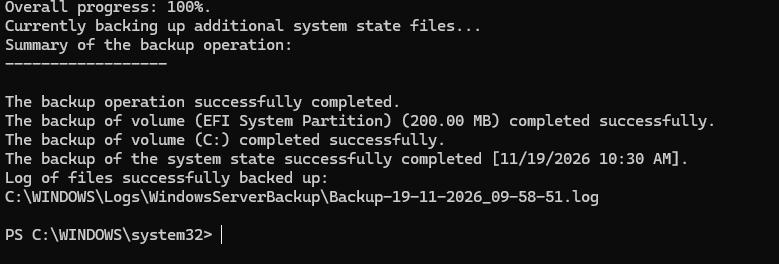 Overall progress: 100%.
Currently backing up additional system state files...
Summary of the backup operation:
------------------
The backup operation successfully completed.
The backup of volume (EFI System Partition) (200.00 MB) completed successfully.
The backup of volume (C:) completed successfully.
The backup of the system state successfully completed [11/19/2026 10:30 AM].
Log of files successfully backed up:
C:\WINDOWS\Logs\WindowsServerBackup\Backup-19-11-2026_09-58-51.log
PS C:\WINDOWS\system32>